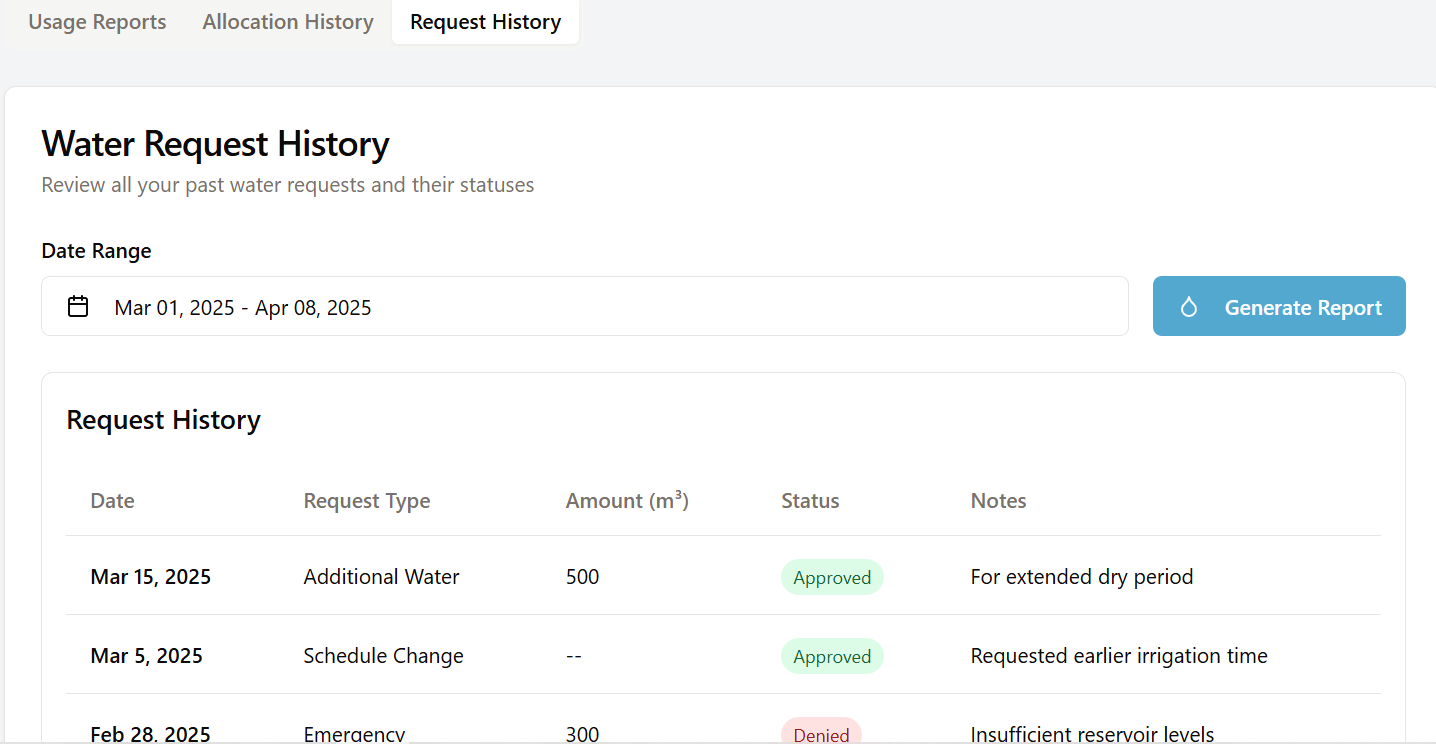 Usage Reports Allocation History Request History
Water Request History
Review all your past water requests and their statuses
Date Range
Mar 01, 2025 - Apr 08, 2025 Generate Report
Request History
Date Request Type Amount (m³) Status Notes
Mar 15, 2025 Additional Water 500 Approved For extended dry period
Mar 5, 2025 Schedule Change -- Approved Requested earlier irrigation time
Feb 28, 2025 Emergency 300 Denied Insufficient reservoir levels